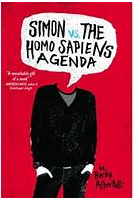 SIMON VS. THE
HOMO SAPIENS
AGENDA
"A remarkable gift
of a novel."
by Becky
Albertalli